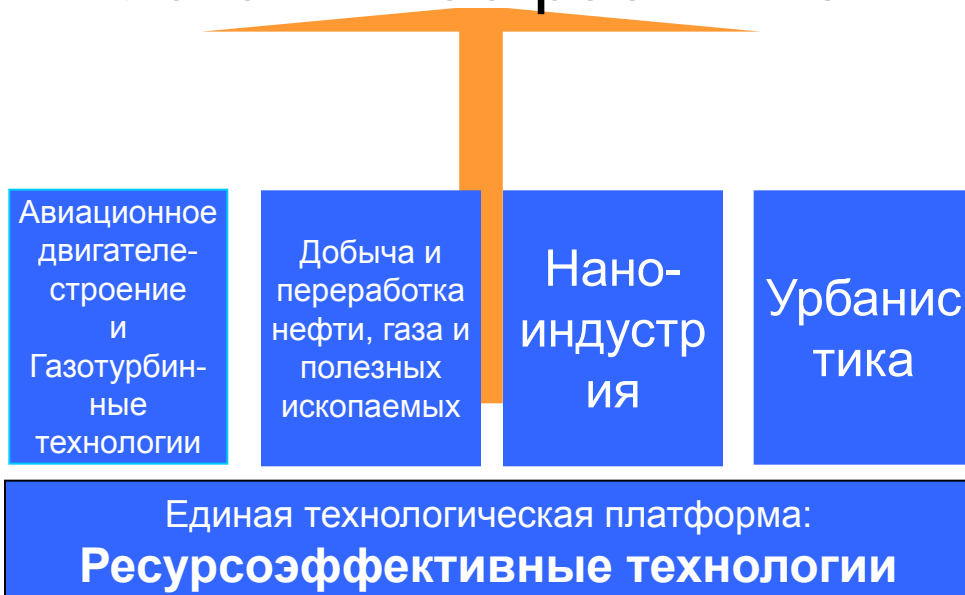 Авиационное
двигателе-
строение
и
Газотурбин-
ные
технологии
Добыча и
переработка
нефти, газа и
полезных
ископаемых
Нано-
индустр
ия
Урбанис
тика
Единая технологическая платформа:
Ресурсоэффективные технологии